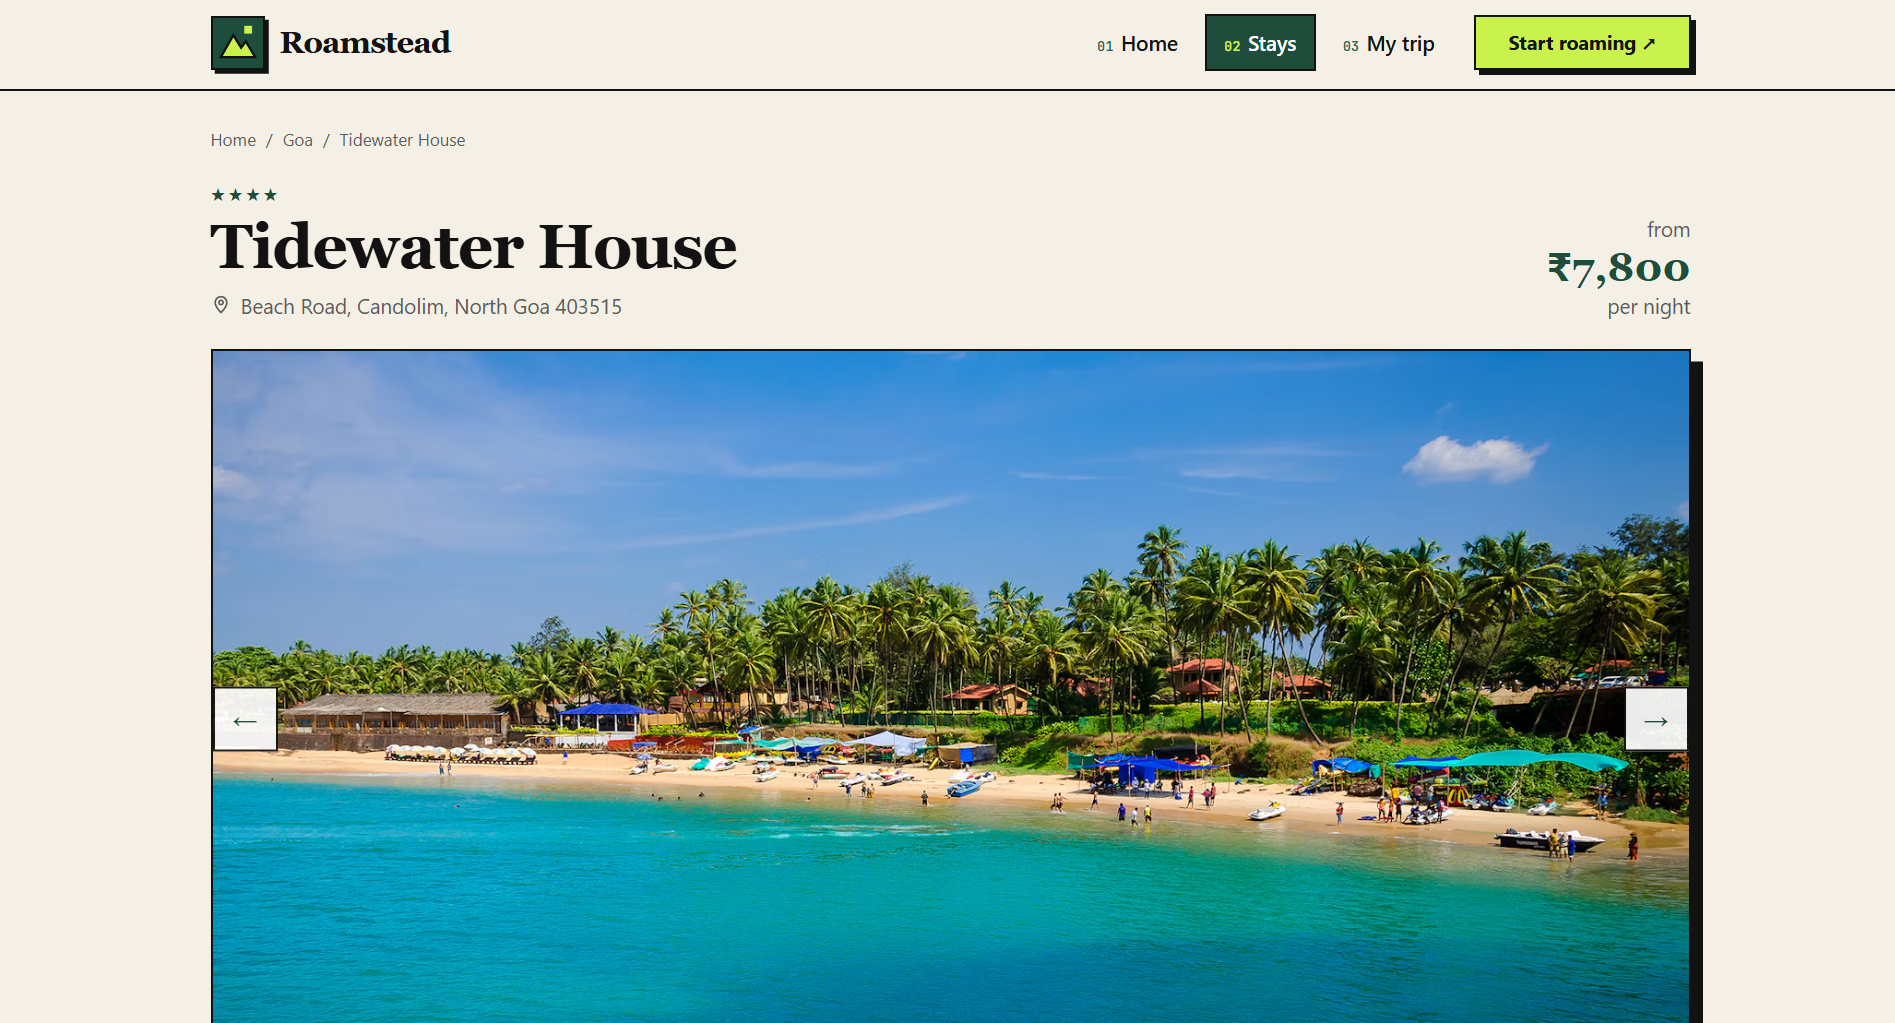 Roamstead
01 Home
02 Stays
03 My trip
Start roaming ↗
Home / Goa / Tidewater House
★★★★
Tidewater House
Beach Road, Candolim, North Goa 403515
from
₹7,800
per night
←
→